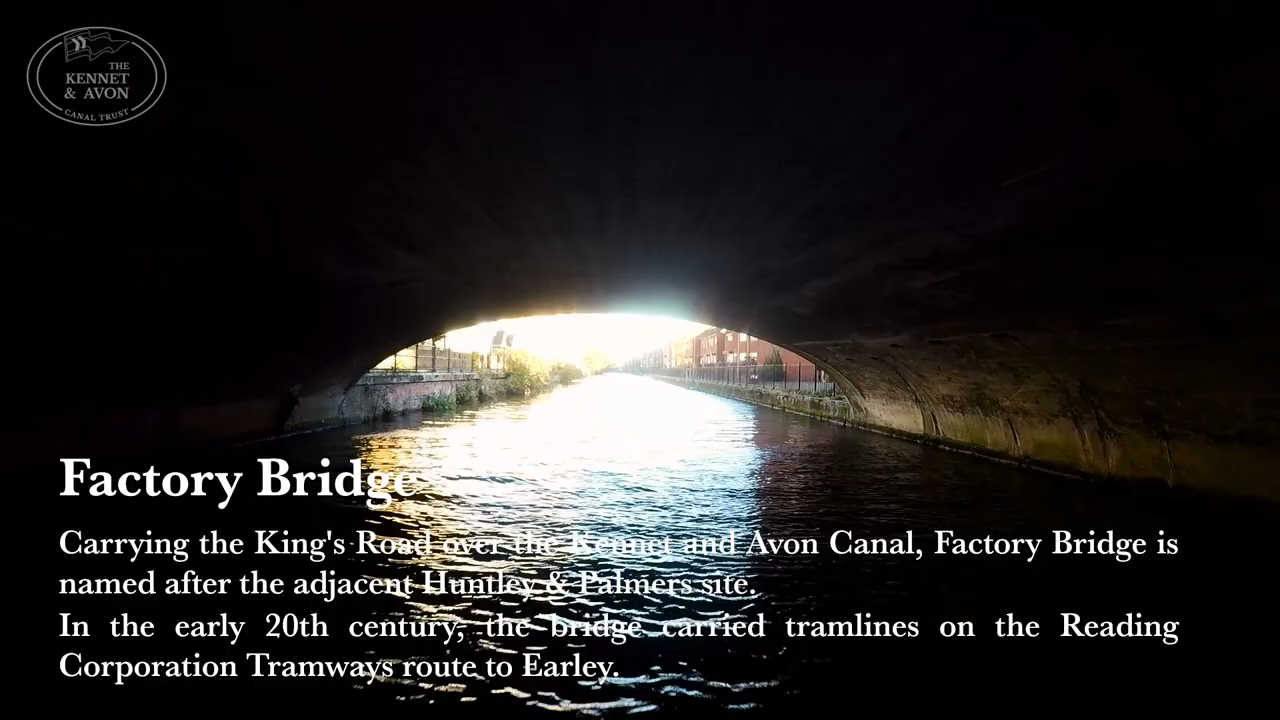 THE
KENNET
& AVON
CANAL TRUST
Factory Bridge
Carrying the King's Road over the Kennet and Avon Canal, Factory Bridge is
named after the adjacent Huntley & Palmers site.
In the early 20th century, the bridge carried tramlines on the Reading
Corporation Tramways route to Earley.